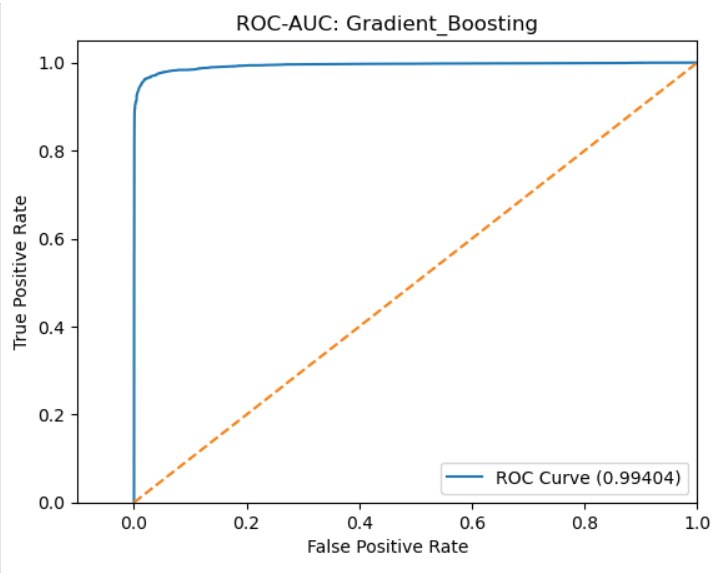 ROC-AUC: Gradient_Boosting
True Positive Rate
1.0
0.8
0.6
0.4
0.2
0.0
0.0 0.2 0.4 0.6 0.8 1.0
False Positive Rate
ROC Curve (0.99404)